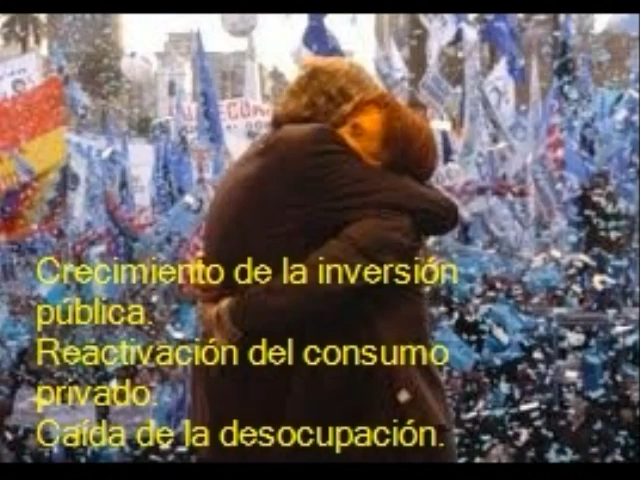 Crecimiento de la inversión
pública.
Reactivación del consumo
privado.
Caída de la desocupación.